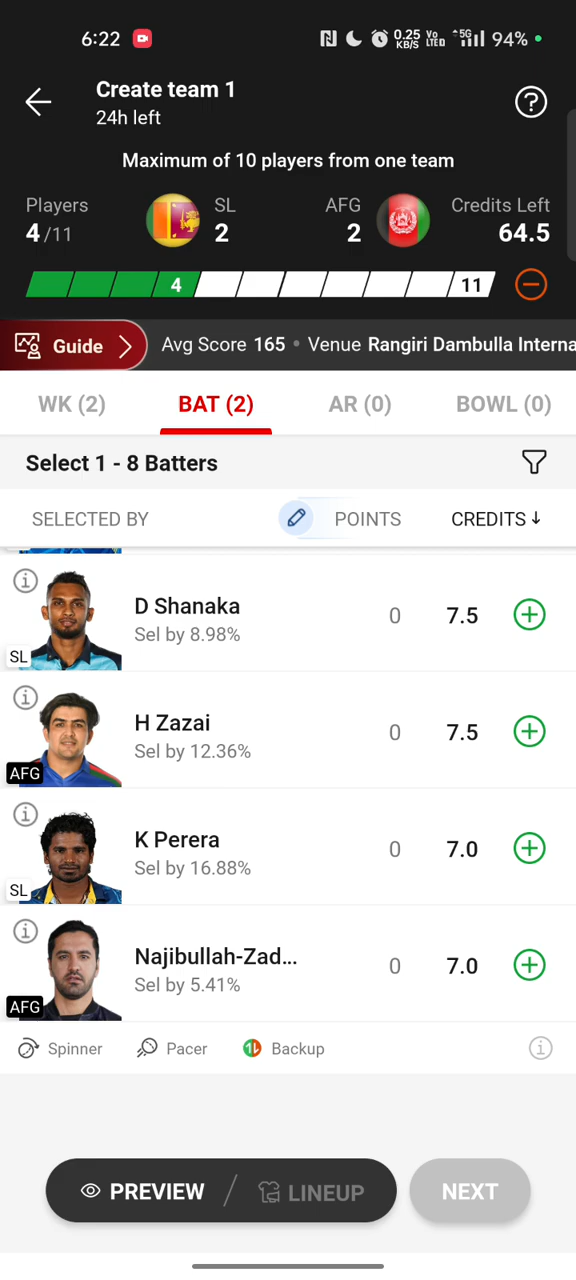 6:22 0.25 KB/S Vo LTED 5G 94%
Create team 1
24h left
?
Maximum of 10 players from one team
Players SL AFG Credits Left
4/11 2 2 64.5
4 11
Guide Avg Score 165 • Venue Rangiri Dambulla Interna
WK (2) BAT (2) AR (0) BOWL (0)
Select 1 - 8 Batters
SELECTED BY POINTS CREDITS↓
D Shanaka
Sel by 8.98%
0 7.5
SL
H Zazai
Sel by 12.36%
0 7.5
AFG
K Perera
Sel by 16.88%
0 7.0
SL
Najibullah-Zad...
Sel by 5.41%
0 7.0
AFG
Spinner Pacer Backup
PREVIEW / LINEUP NEXT